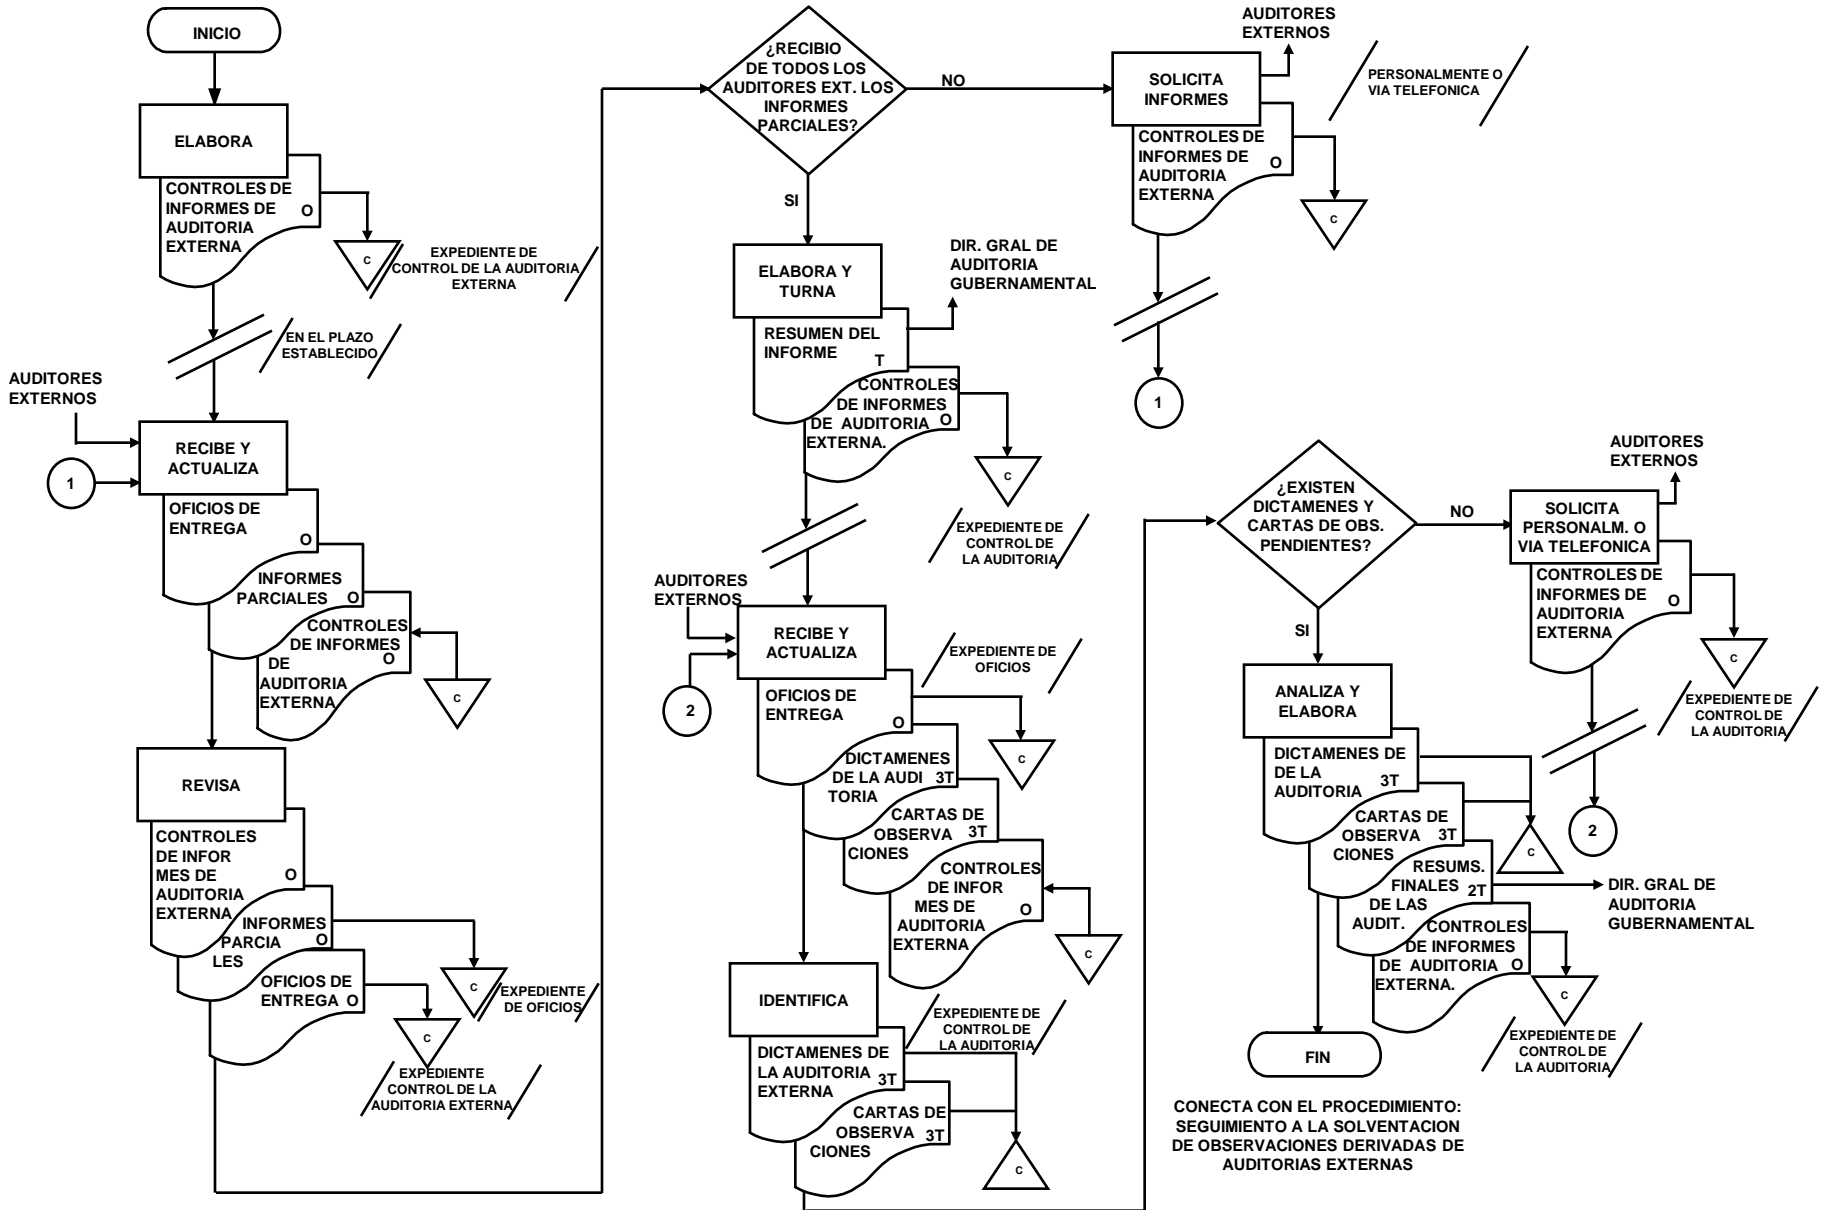 INICIO
ELABORA
CONTROLES DE
INFORMES DE
AUDITORIA
EXTERNA
O
C
EXPEDIENTE DE
CONTROL DE LA AUDITORIA
EXTERNA
EN EL PLAZO
ESTABLECIDO
AUDITORES
EXTERNOS
1
RECIBE Y
ACTUALIZA
OFICIOS DE
ENTREGA
O
INFORMES
PARCIALES
O
CONTROLES
DE INFORMES
DE
AUDITORIA
EXTERNA
O
C
REVISA
CONTROLES
DE INFOR
MES DE
AUDITORIA
EXTERNA
O
INFORMES
PARCIA
LES
O
OFICIOS DE
ENTREGA
O
C
C
EXPEDIENTE
DE OFICIOS
EXPEDIENTE
CONTROL DE LA
AUDITORIA EXTERNA
¿RECIBIO
DE TODOS LOS
AUDITORES EXT. LOS
INFORMES
PARCIALES?
NO
SI
SOLICITA
INFORMES
AUDITORES
EXTERNOS
PERSONALMENTE O
VIA TELEFONICA
CONTROLES DE
INFORMES DE
AUDITORIA
EXTERNA
O
C
1
ELABORA Y
TURNA
DIR. GRAL DE
AUDITORIA
GUBERNAMENTAL
RESUMEN DEL
INFORME
T
CONTROLES
DE INFORMES
DE AUDITORIA
EXTERNA.
O
C
EXPEDIENTE DE
CONTROL DE
LA AUDITORIA
AUDITORES
EXTERNOS
2
RECIBE Y
ACTUALIZA
EXPEDIENTE DE
OFICIOS
OFICIOS DE
ENTREGA
O
C
DICTAMENES
DE LA AUDI
TORIA
3T
CARTAS DE
OBSERVA
CIONES
3T
CONTROLES
DE INFOR
MES DE
AUDITORIA
EXTERNA
O
C
IDENTIFICA
EXPEDIENTE DE
CONTROL DE
LA AUDITORIA
DICTAMENES DE
LA AUDITORIA
EXTERNA
3T
CARTAS DE
OBSERVA
CIONES
3T
C
¿EXISTEN
DICTAMENES Y
CARTAS DE OBS.
PENDIENTES?
NO
SI
AUDITORES
EXTERNOS
SOLICITA
PERSONALM. O
VIA TELEFONICA
CONTROLES DE
INFORMES DE
AUDITORIA
EXTERNA
O
C
EXPEDIENTE DE
CONTROL DE
LA AUDITORIA
2
ANALIZA Y
ELABORA
DICTAMENES DE
DE LA
AUDITORIA
3T
CARTAS DE
OBSERVA
CIONES
3T
C
RESUMS.
FINALES
DE LAS
AUDIT.
2T
DIR. GRAL DE
AUDITORIA
GUBERNAMENTAL
CONTROLES
DE INFORMES
DE AUDITORIA
EXTERNA.
O
C
EXPEDIENTE DE
CONTROL DE
LA AUDITORIA
FIN
CONECTA CON EL PROCEDIMIENTO:
SEGUIMIENTO A LA SOLVENTACION
DE OBSERVACIONES DERIVADAS DE
AUDITORIAS EXTERNAS